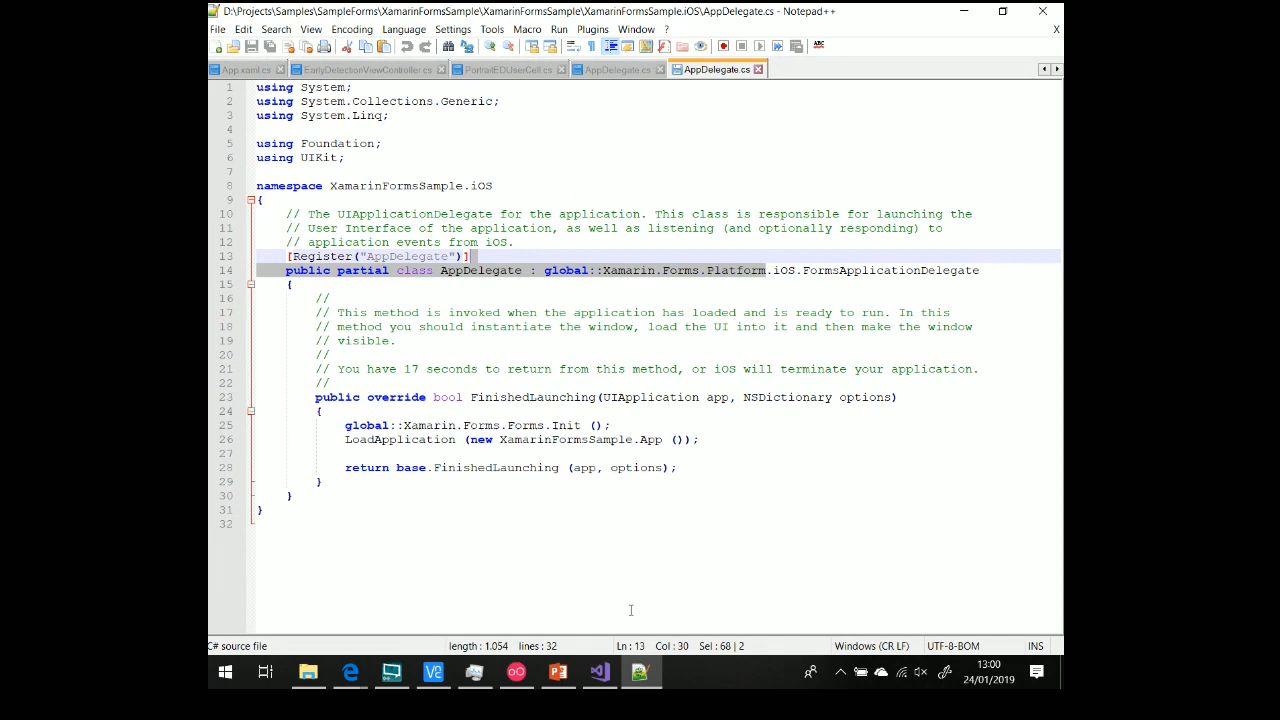 D:\Projects\Samples\SampleForms\XamarinFormsSample\XamarinFormsSample\XamarinFormsSample.iOS\AppDelegate.cs - Notepad++
File Edit Search View Encoding Language Settings Tools Macro Run Plugins Window ? X
App.xaml.cs EarlyDetectionViewController.cs PortraitEDUserCell.cs AppDelegate.cs AppDelegate.cs
1 using System;
2 using System.Collections.Generic;
3 using System.Linq;
4
5 using Foundation;
6 using UIKit;
7
8 namespace XamarinFormsSample.iOS
9 {
10 // The UIApplicationDelegate for the application. This class is responsible for launching the
11 // User Interface of the application, as well as listening (and optionally responding) to
12 // application events from iOS.
13 [Register("AppDelegate")]
14 public partial class AppDelegate : global::Xamarin.Forms.Platform.iOS.FormsApplicationDelegate
15 {
16 //
17 // This method is invoked when the application has loaded and is ready to run. In this
18 // method you should instantiate the window, load the UI into it and then make the window
19 // visible.
20 //
21 // You have 17 seconds to return from this method, or iOS will terminate your application.
22 //
23 public override bool FinishedLaunching(UIApplication app, NSDictionary options)
24 {
25 global::Xamarin.Forms.Forms.Init ();
26 LoadApplication (new XamarinFormsSample.App ());
27
28 return base.FinishedLaunching (app, options);
29 }
30 }
31 }
32
C# source file length : 1.054 lines : 32 Ln : 13 Col : 30 Sel : 68 | 2 Windows (CR LF) UTF-8-BOM INS
13:00
24/01/2019